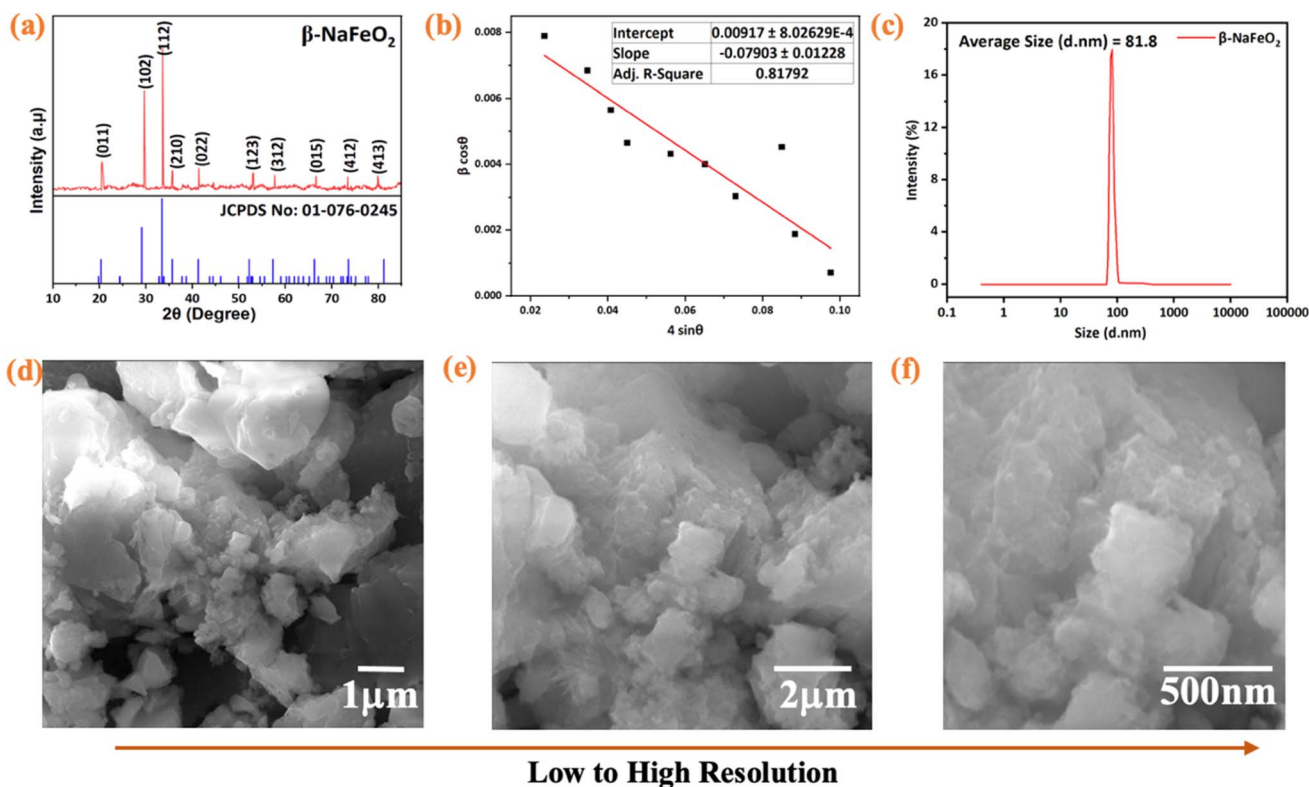 (a)
β-NaFeO₂
(011)
(102)
(112)
(210)
(022)
(123)
(312)
(015)
(412)
(413)
JCPDS No: 01-076-0245
Intensity (a.μ)
10 20 30 40 50 60 70 80
2θ (Degree)
(b)
Intercept 0.00917 ± 8.02629E-4
Slope -0.07903 ± 0.01228
Adj. R-Square 0.81792
0.008
0.006
0.004
0.002
0.000
β cosθ
0.02 0.04 0.06 0.08 0.10
4 sinθ
(c)
Average Size (d.nm) = 81.8
β-NaFeO₂
20
16
12
8
4
0
Intensity (%)
0.1 1 10 100 1000 10000 100000
Size (d.nm)
(d)
1μm
(e)
2μm
(f)
500nm
Low to High Resolution